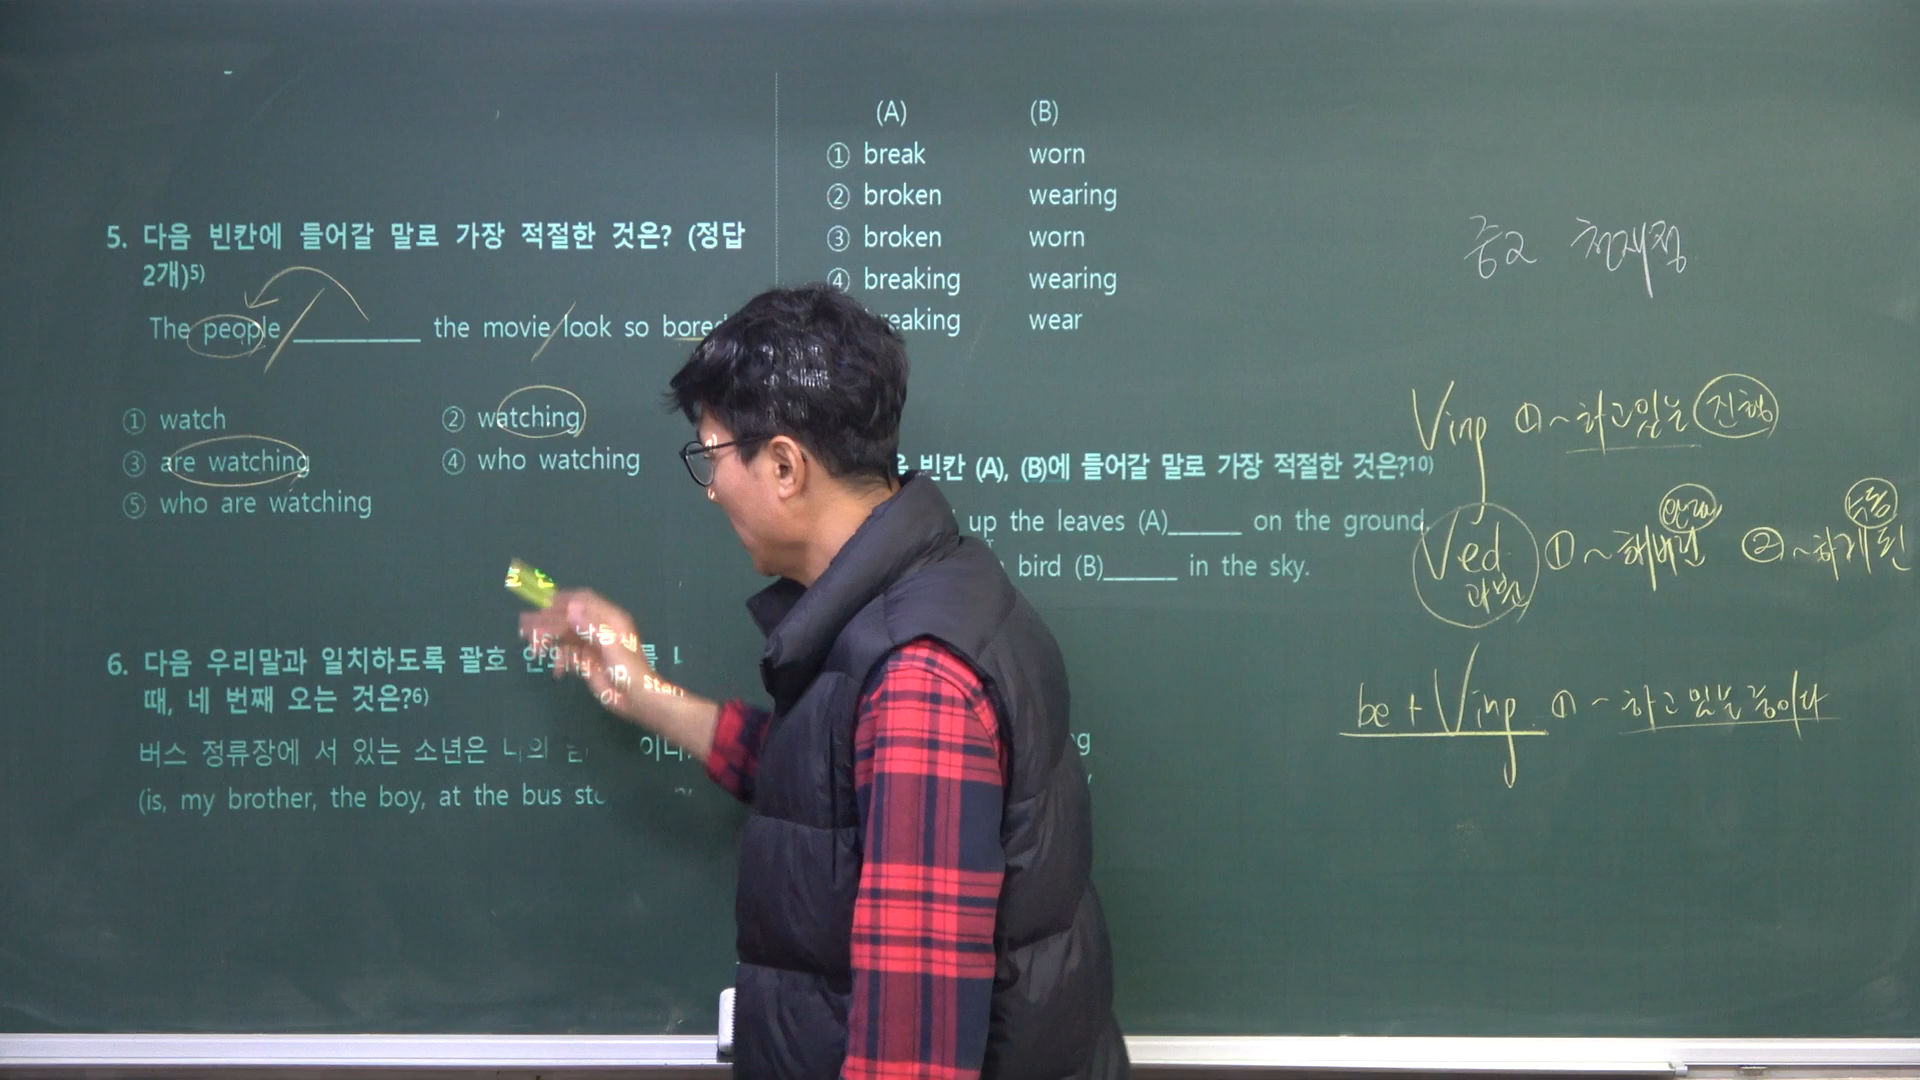 5. 다음 빈칸에 들어갈 말로 가장 적절한 것은? (정답
2개)5)
The people ________ the movie look so bored
① watch
② watching
③ are watching
④ who watching
⑤ who are watching
6. 다음 우리말과 일치하도록 괄호 안의
때, 네 번째 오는 것은?6)
버스 정류장에 서 있는 소년은 나의
(is, my brother, the boy, at the bus
(A) (B)
① break worn
② broken wearing
③ broken worn
④ breaking wearing
breaking wear
빈칸 (A), (B)에 들어갈 말로 가장 적절한 것은?10)
up the leaves (A)_____ on the ground
bird (B)_____ in the sky.
중2 천재정
Ving ① ~하고있는 진행
Ved 과분 ① ~해버린 완료 ② ~하게 된 수동
be + Ving ① ~하고 있는 중이다